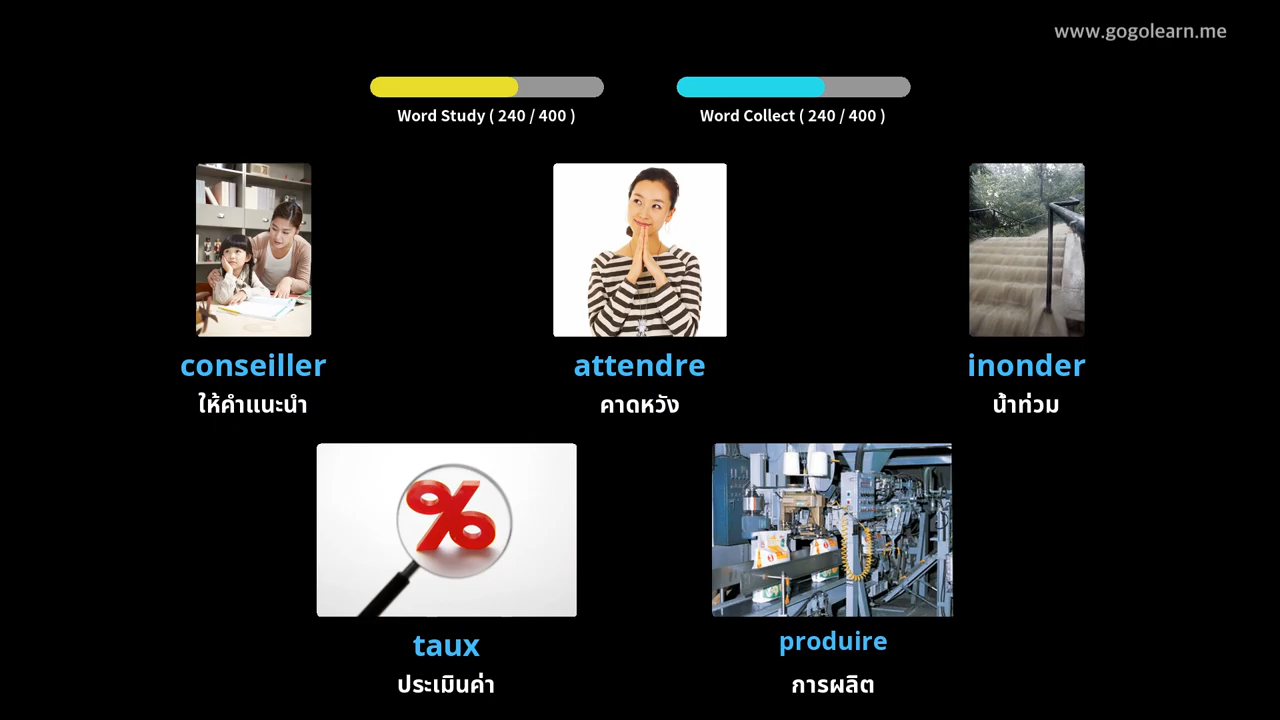 www.gogolearn.me
Word Study ( 240 / 400 )
Word Collect ( 240 / 400 )
conseiller
ให้คำแนะนำ
attendre
คาดหวัง
inonder
น้ำท่วม
taux
ประเมินค่า
produire
การผลิต